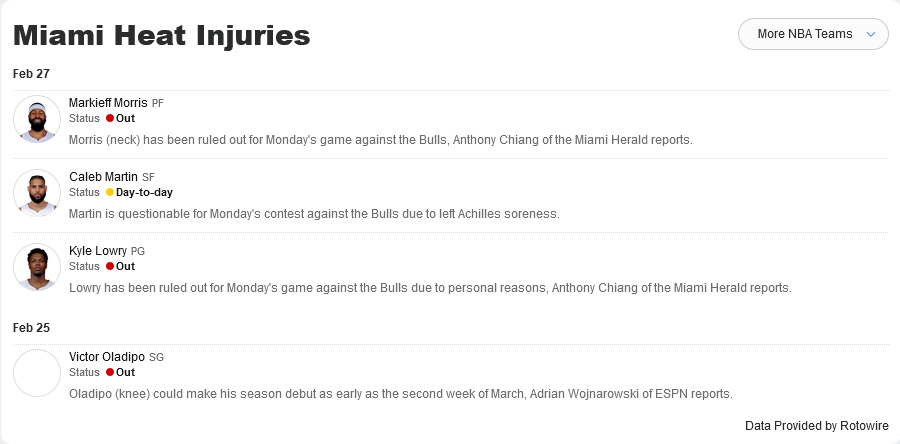 Miami Heat Injuries
More NBA Teams
Feb 27
Markieff Morris PF
Status Out
Morris (neck) has been ruled out for Monday's game against the Bulls, Anthony Chiang of the Miami Herald reports.
Caleb Martin SF
Status Day-to-day
Martin is questionable for Monday's contest against the Bulls due to left Achilles soreness.
Kyle Lowry PG
Status Out
Lowry has been ruled out for Monday's game against the Bulls due to personal reasons, Anthony Chiang of the Miami Herald reports.
Feb 25
Victor Oladipo SG
Status Out
Oladipo (knee) could make his season debut as early as the second week of March, Adrian Wojnarowski of ESPN reports.
Data Provided by Rotowire